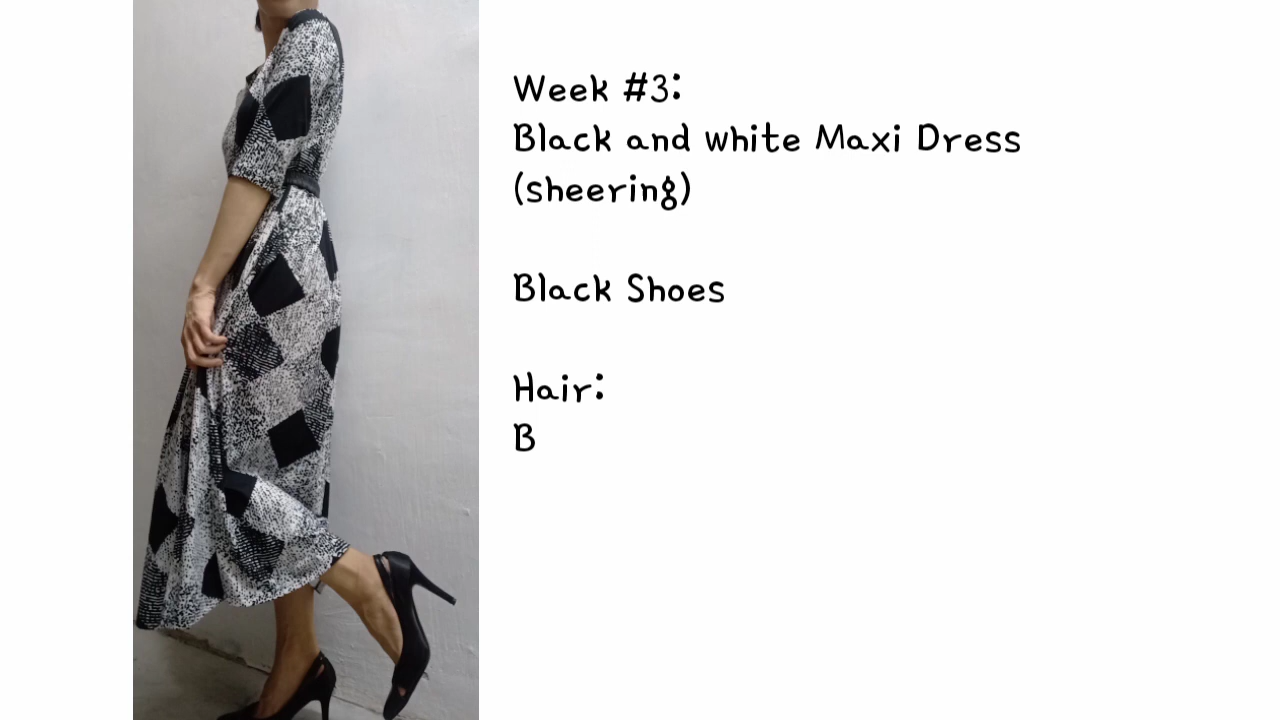 Week #3:
Black and white Maxi Dress
(sheering)
Black Shoes
Hair:
B